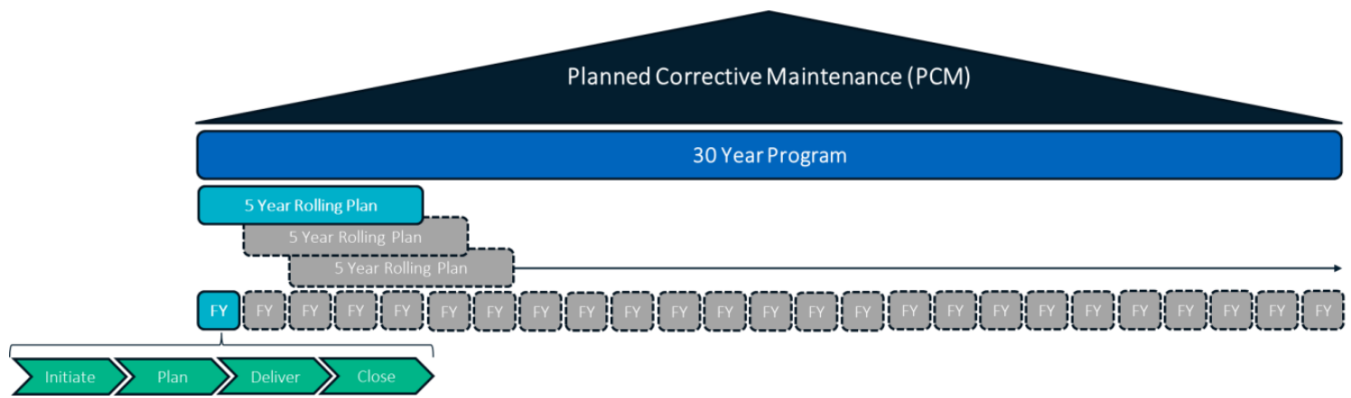 Planned Corrective Maintenance (PCM)
30 Year Program
5 Year Rolling Plan
5 Year Rolling Plan
5 Year Rolling Plan
FY FY FY FY FY FY FY FY FY FY FY FY FY FY FY FY FY FY FY FY FY FY FY FY FY
Initiate Plan Deliver Close